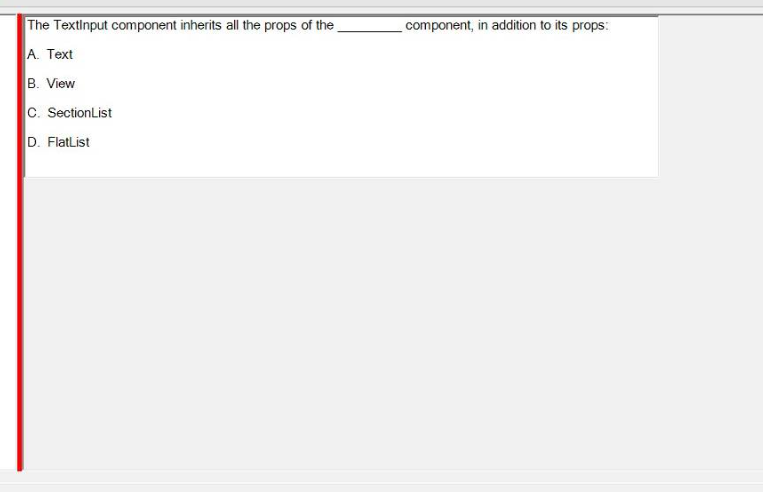 The TextInput component inherits all the props of the _________ component, in addition to its props:
A. Text
B. View
C. SectionList
D. FlatList